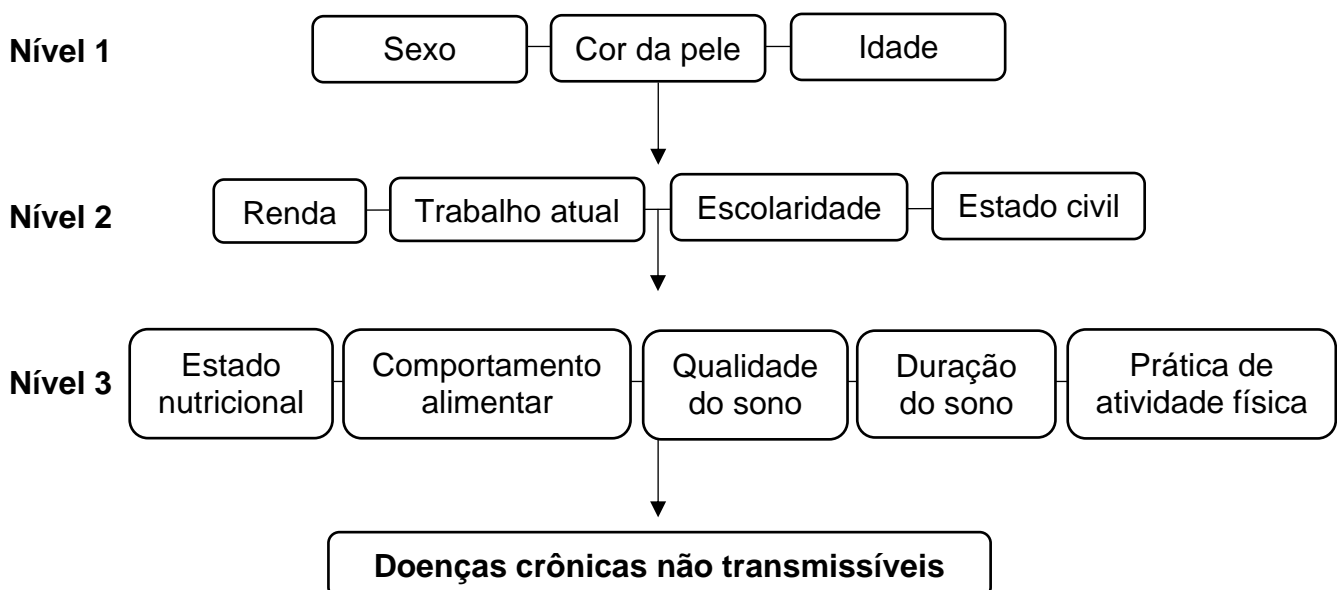 Nível 1
Sexo
Cor da pele
Idade
Nível 2
Renda
Trabalho atual
Escolaridade
Estado civil
Nível 3
Estado
nutricional
Comportamento
alimentar
Qualidade
do sono
Duração
do sono
Prática de
atividade física
Doenças crônicas não transmissíveis